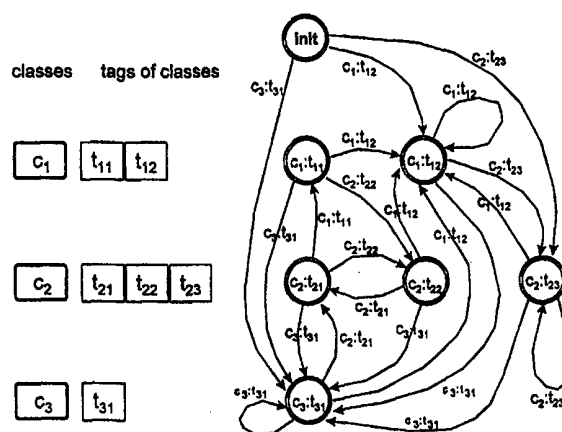 init
classes tags of classes
c1 t11 t12
c2 t21 t22 t23
c3 t31
c3:t31
c1:t12
c2:t23
c1:t12
c1:t11
c1:t12
c1:t12
c2:t22
c2:t23
c1:t12
c3:t31
c1:t11
c1:t12
c1:t12
c2:t22
c2:t21
c2:t22
c2:t23
c2:t21
c2:t31
c2:t21
c3:t31
c3:t31
c3:t31
c3:t31
c3:t31
c2:t23